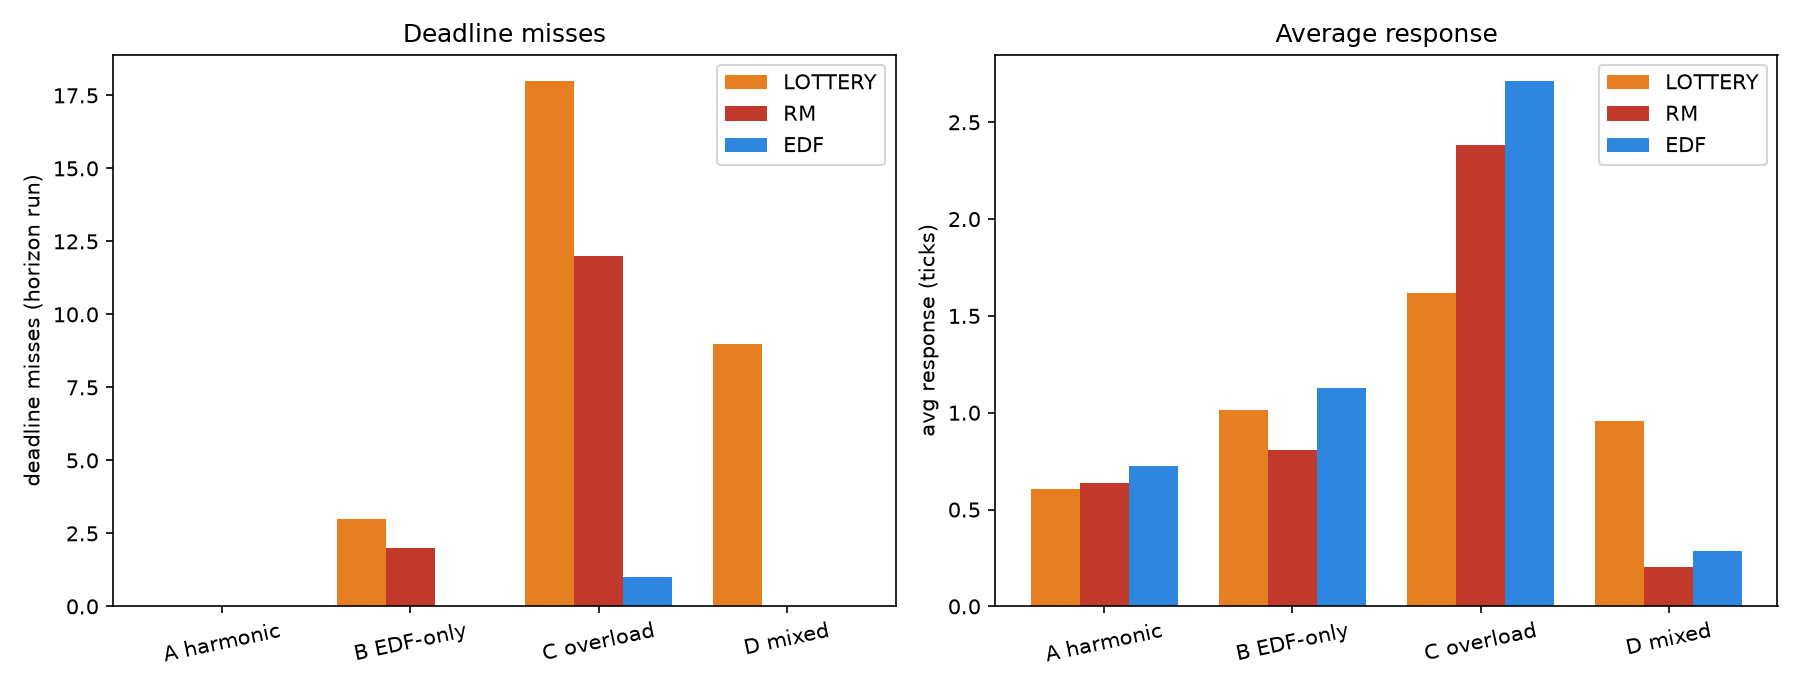 Deadline misses
deadline misses (horizon run)
17.5
15.0
12.5
10.0
7.5
5.0
2.5
0.0
LOTTERY
RM
EDF
A harmonic
B EDF-only
C overload
D mixed
Average response
avg response (ticks)
2.5
2.0
1.5
1.0
0.5
0.0
LOTTERY
RM
EDF
A harmonic
B EDF-only
C overload
D mixed